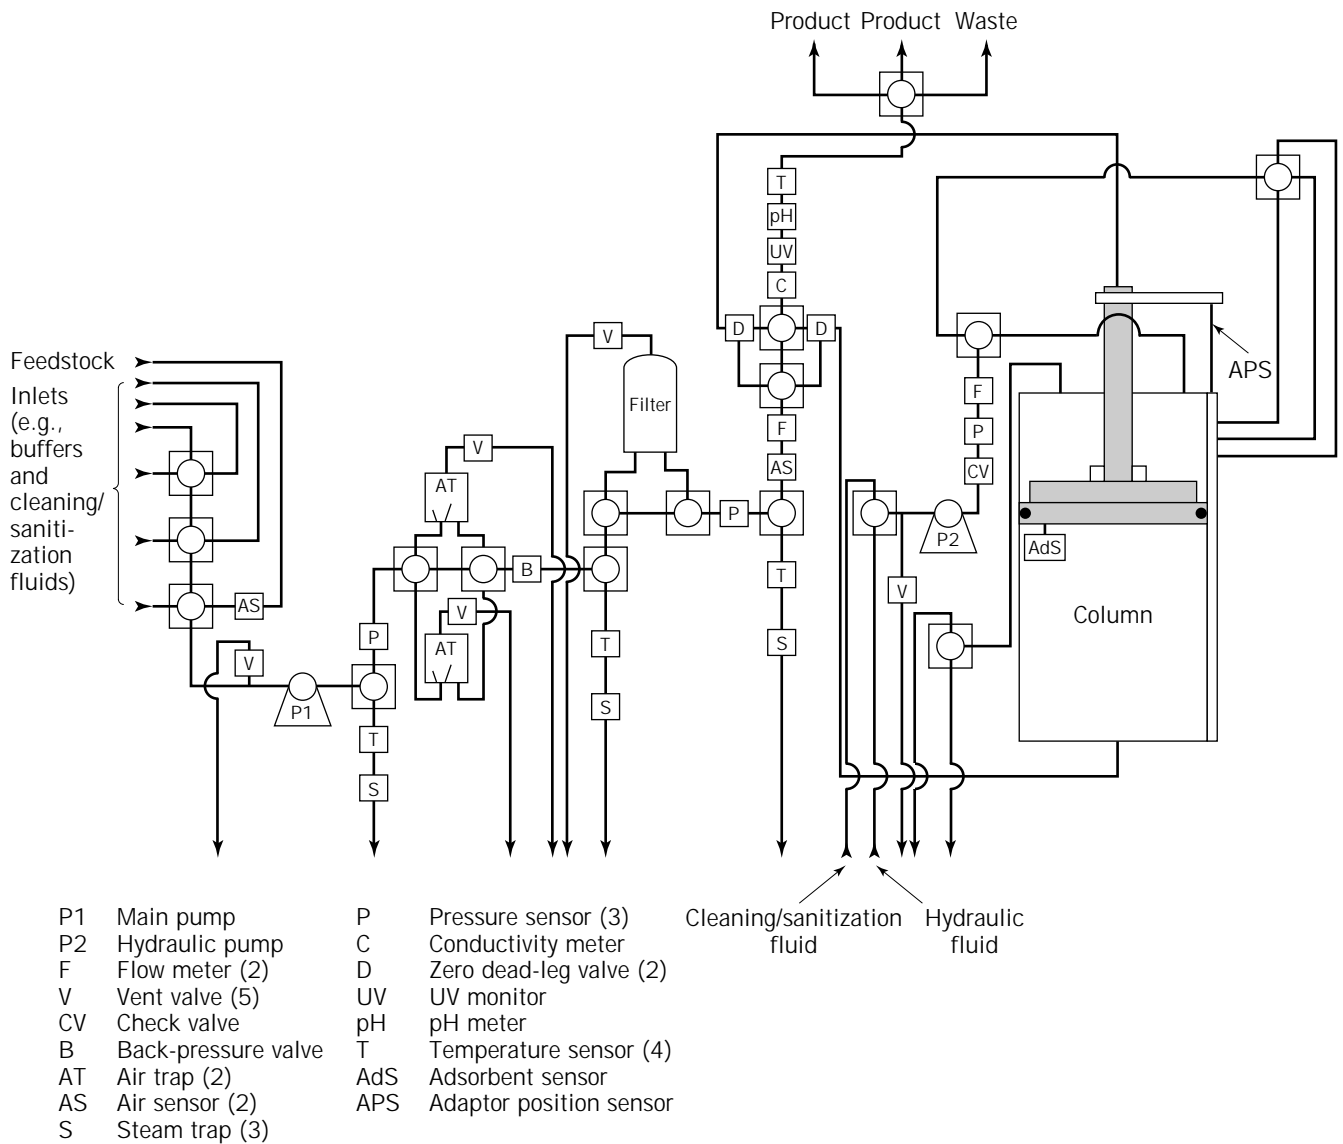 Product Product Waste
T
pH
UV
C
D
D
V
Feedstock
Inlets
(e.g.,
buffers
and
cleaning/
saniti-
zation
fluids)
APS
Filter
F
F
P
AS
CV
V
AT
P
P2
B
AdS
T
V
AS
V
Column
P
T
S
AT
V
P1
S
T
S
Cleaning/sanitization
fluid
Hydraulic
fluid
P1 Main pump
P2 Hydraulic pump
F Flow meter (2)
V Vent valve (5)
CV Check valve
B Back-pressure valve
AT Air trap (2)
AS Air sensor (2)
S Steam trap (3)
P Pressure sensor (3)
C Conductivity meter
D Zero dead-leg valve (2)
UV UV monitor
pH pH meter
T Temperature sensor (4)
AdS Adsorbent sensor
APS Adaptor position sensor